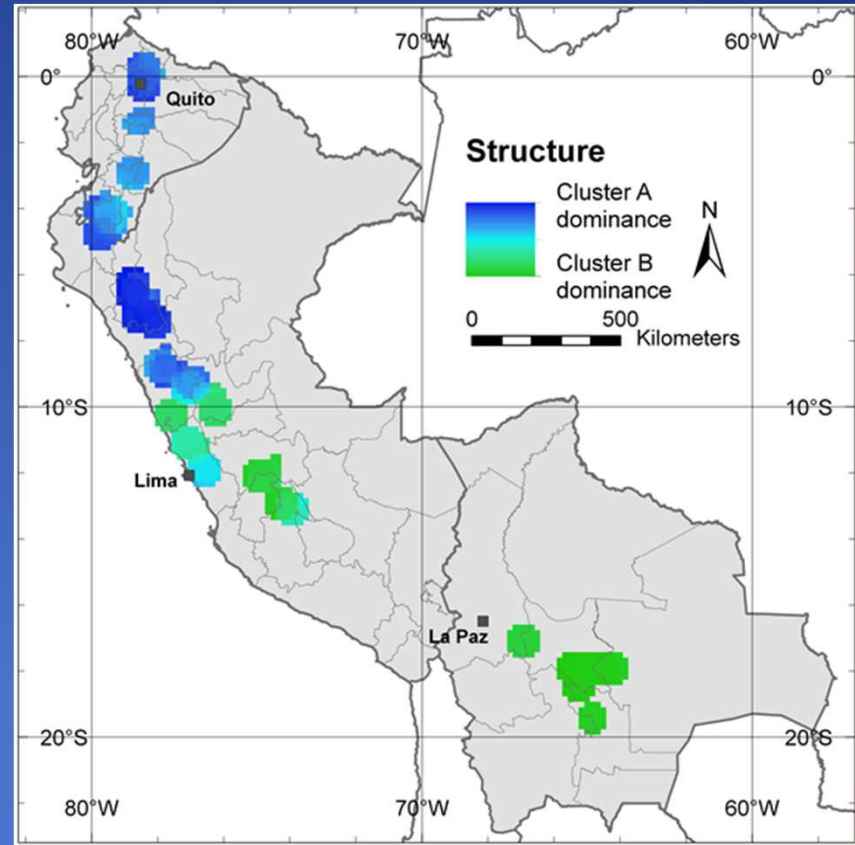 80°W 70°W 60°W
0° 0°
Quito
Structure
Cluster A
dominance
N
Cluster B
dominance
0 500
Kilometers
10°S 10°S
Lima
La Paz
20°S 20°S
80°W 70°W 60°W